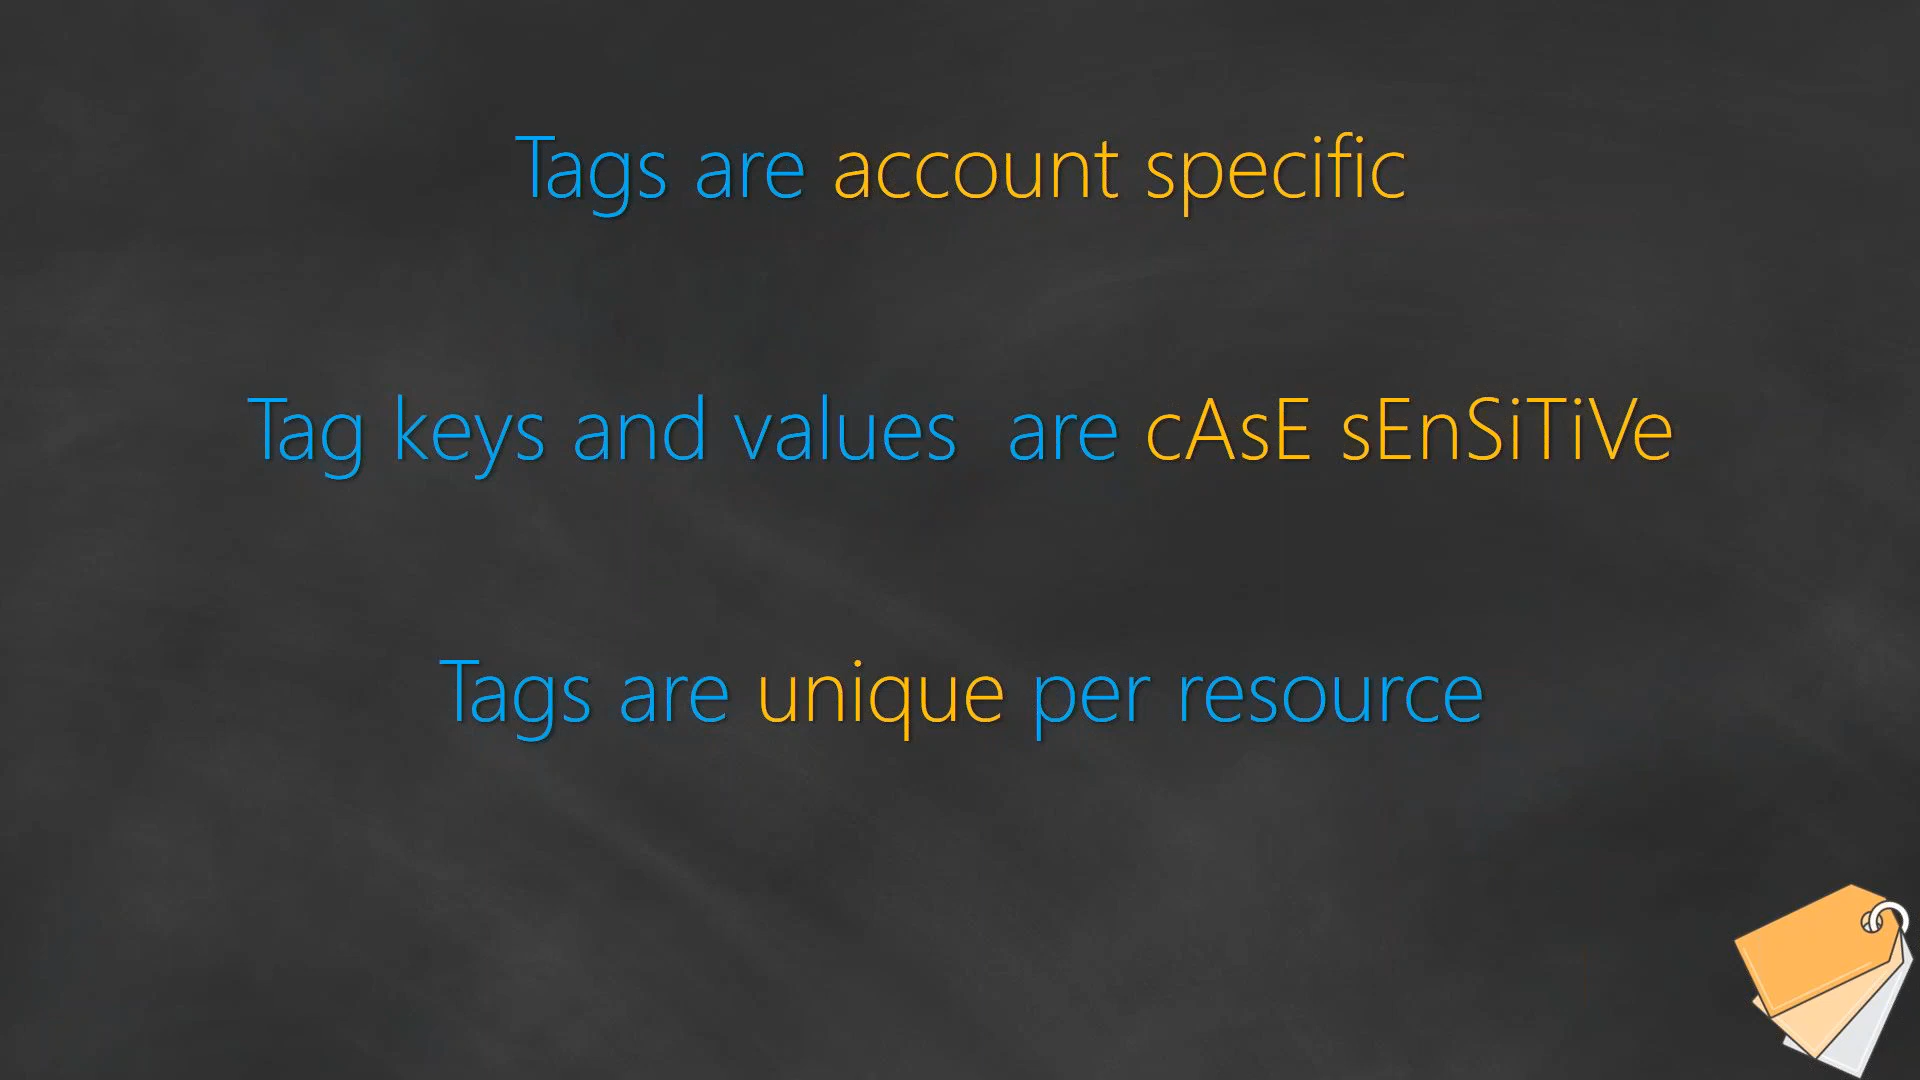 Tags are account specific
Tag keys and values  are cAsE sEnSiTiVe
Tags are unique per resource